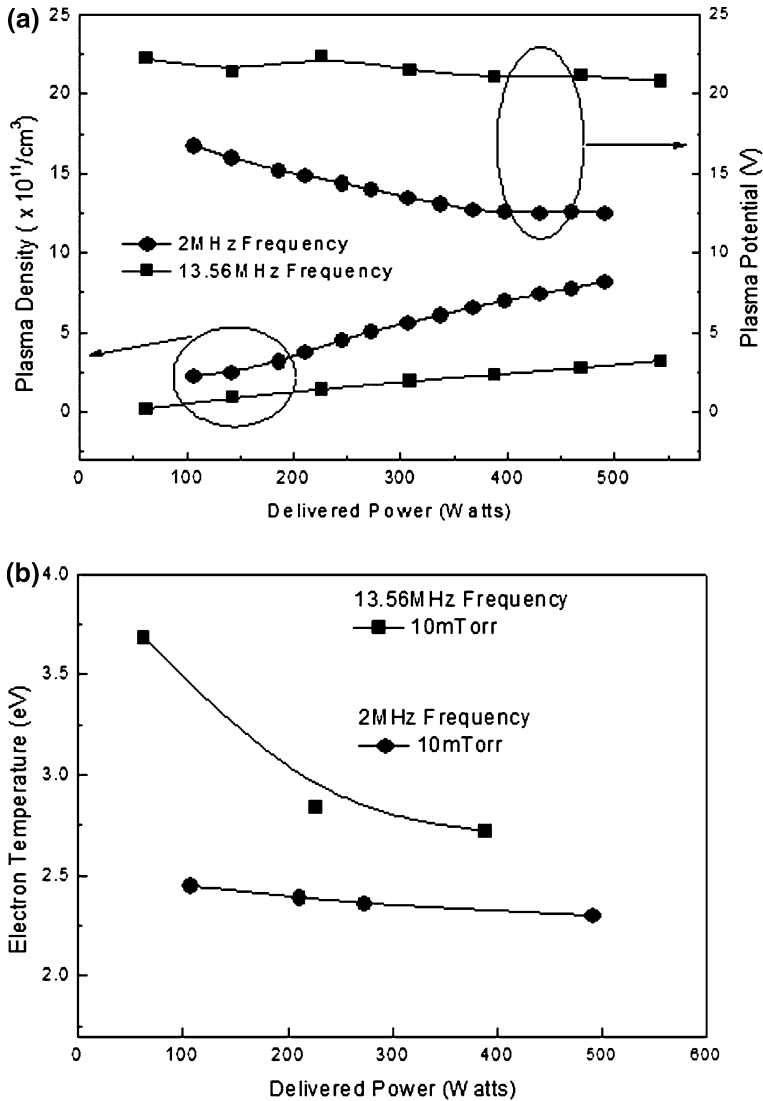 (a)
25
20
15
10
5
0
Plasma Density ( x 10¹¹/cm³)
25
20
15
10
5
0
Plasma Potential (V)
2MHz Frequency
13.56MHz Frequency
100 200 300 400 500
Delivered Power (Watts)
(b)
4.0
3.5
3.0
2.5
2.0
Electron Temperature (eV)
13.56MHz Frequency
10mTorr
2MHz Frequency
10mTorr
0 100 200 300 400 500 600
Delivered Power (Watts)